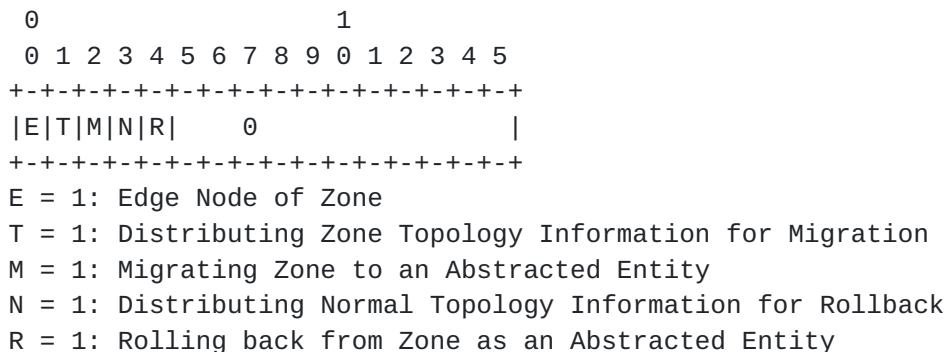 0                   1
 0 1 2 3 4 5 6 7 8 9 0 1 2 3 4 5
+-+-+-+-+-+-+-+-+-+-+-+-+-+-+-+-+
|E|T|M|N|R|    0                |
+-+-+-+-+-+-+-+-+-+-+-+-+-+-+-+-+
E = 1: Edge Node of Zone
T = 1: Distributing Zone Topology Information for Migration
M = 1: Migrating Zone to an Abstracted Entity
N = 1: Distributing Normal Topology Information for Rollback
R = 1: Rolling back from Zone as an Abstracted Entity